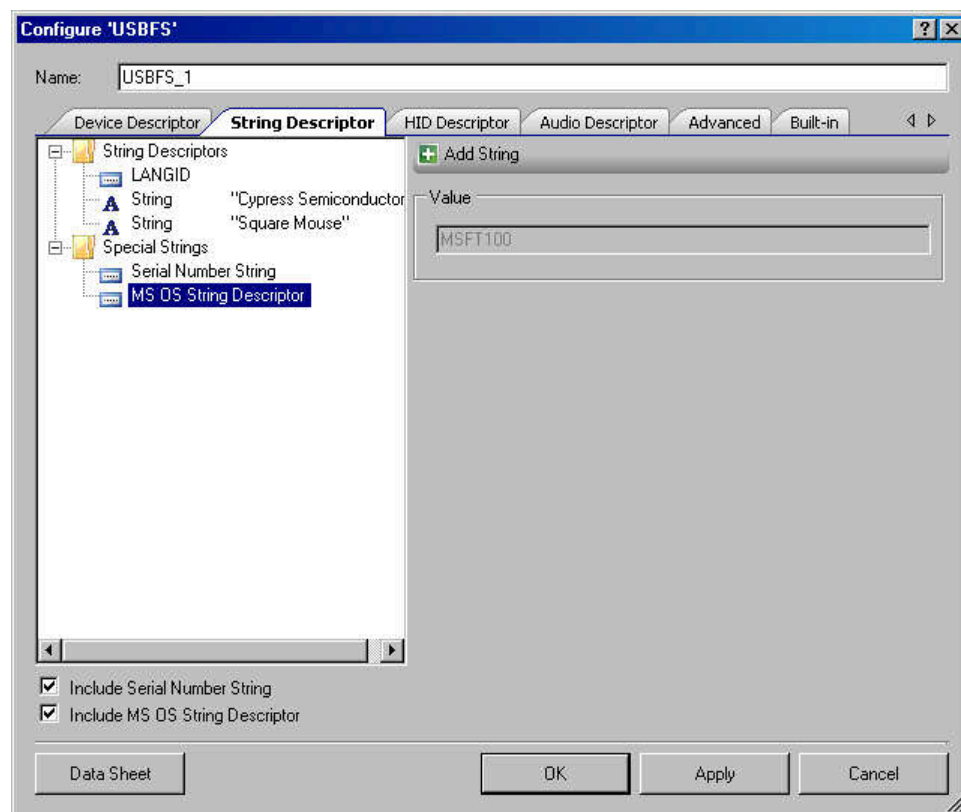 Configure 'USBFS'
Name: USBFS_1
Device Descriptor String Descriptor HID Descriptor Audio Descriptor Advanced Built-in
String Descriptors
LANGID
String "Cypress Semiconductor
String "Square Mouse"
Special Strings
Serial Number String
MS OS String Descriptor
Add String
Value
MSFT100
Include Serial Number String
Include MS OS String Descriptor
Data Sheet OK Apply Cancel